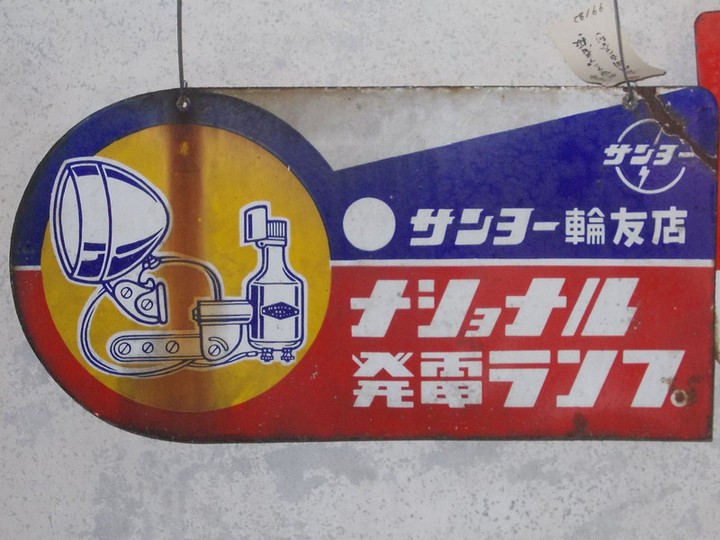 サンヨー
サンヨー輪友店
ナショナル
発電ランプ